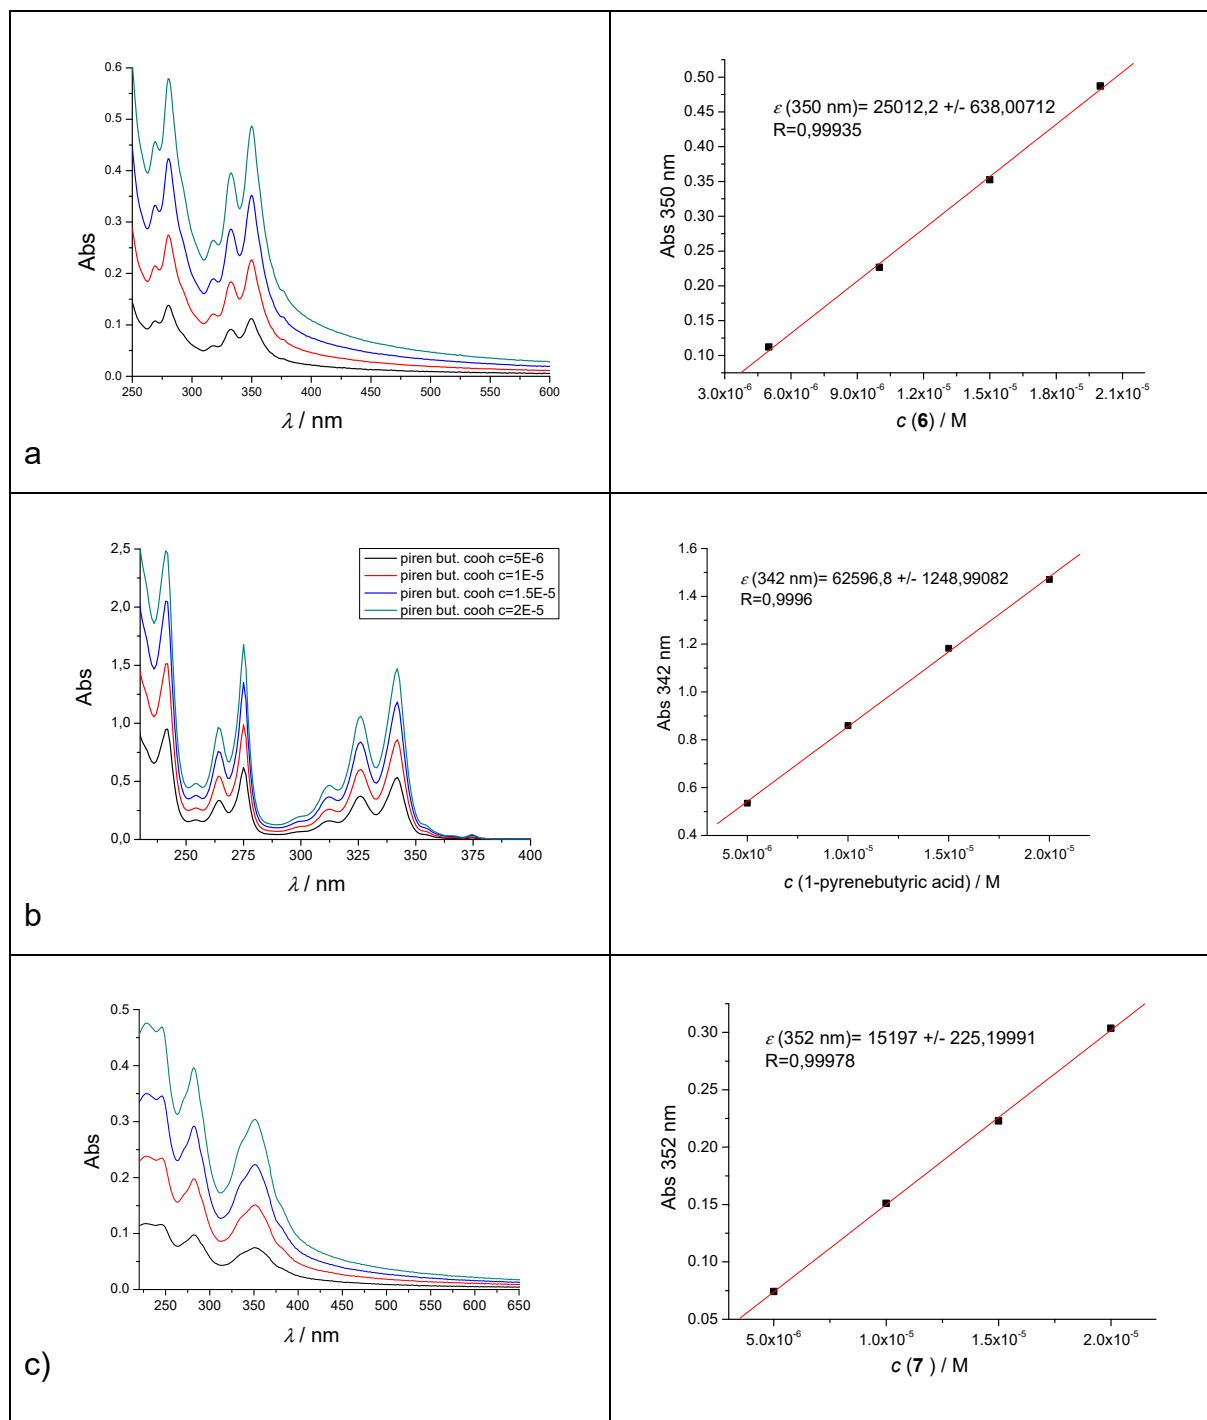 0.6
0.5
0.4
0.3
0.2
0.1
0.0
Abs
250 300 350 400 450 500 550 600
λ / nm
a
ε (350 nm)= 25012,2 +/- 638,00712
R=0,99935
0.50
0.45
0.40
0.35
0.30
0.25
0.20
0.15
0.10
Abs 350 nm
3.0x10⁻⁶ 6.0x10⁻⁶ 9.0x10⁻⁶ 1.2x10⁻⁵ 1.5x10⁻⁵ 1.8x10⁻⁵ 2.1x10⁻⁵
c (6) / M
2,5
2,0
1,5
1,0
0,5
0,0
Abs
piren but. cooh c=5E-6
piren but. cooh c=1E-5
piren but. cooh c=1.5E-5
piren but. cooh c=2E-5
250 275 300 325 350 375 400
λ / nm
b
1.6
1.4
1.2
1.0
0.8
0.6
0.4
Abs 342 nm
ε (342 nm)= 62596,8 +/- 1248,99082
R=0,9996
5.0x10⁻⁶ 1.0x10⁻⁵ 1.5x10⁻⁵ 2.0x10⁻⁵
c (1-pyrenebutyric acid) / M
0.5
0.4
0.3
0.2
0.1
0.0
Abs
250 300 350 400 450 500 550 600 650
λ / nm
c)
ε (352 nm)= 15197 +/- 225,19991
R=0,99978
0.30
0.25
0.20
0.15
0.10
0.05
Abs 352 nm
5.0x10⁻⁶ 1.0x10⁻⁵ 1.5x10⁻⁵ 2.0x10⁻⁵
c (7 ) / M